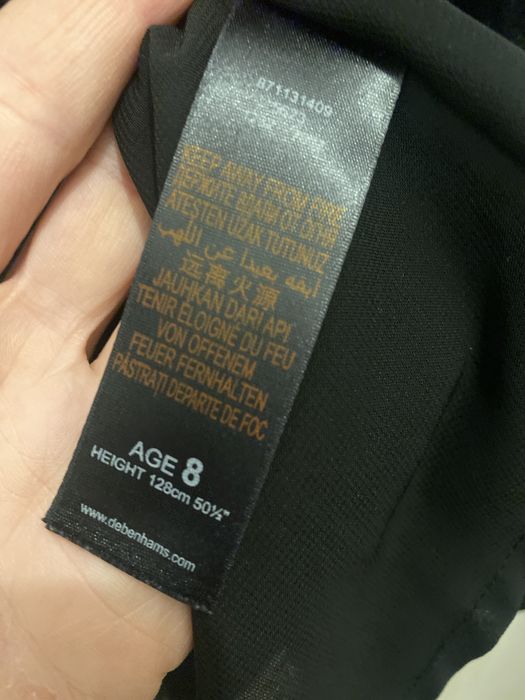 871131409
KEEP AWAY FROM FIRE
ATEŞTEN UZAK TUTUNUZ
أبقه بعيدا عن اللهب
远离火源
JAUHKAN DARI API.
TENIR ÉLOIGNÉ DU FEU
VON OFFENEM
FEUER FERNHALTEN
PĂSTRAȚI DEPARTE DE FOC
AGE 8
HEIGHT 128cm 50½"
www.debenhams.com